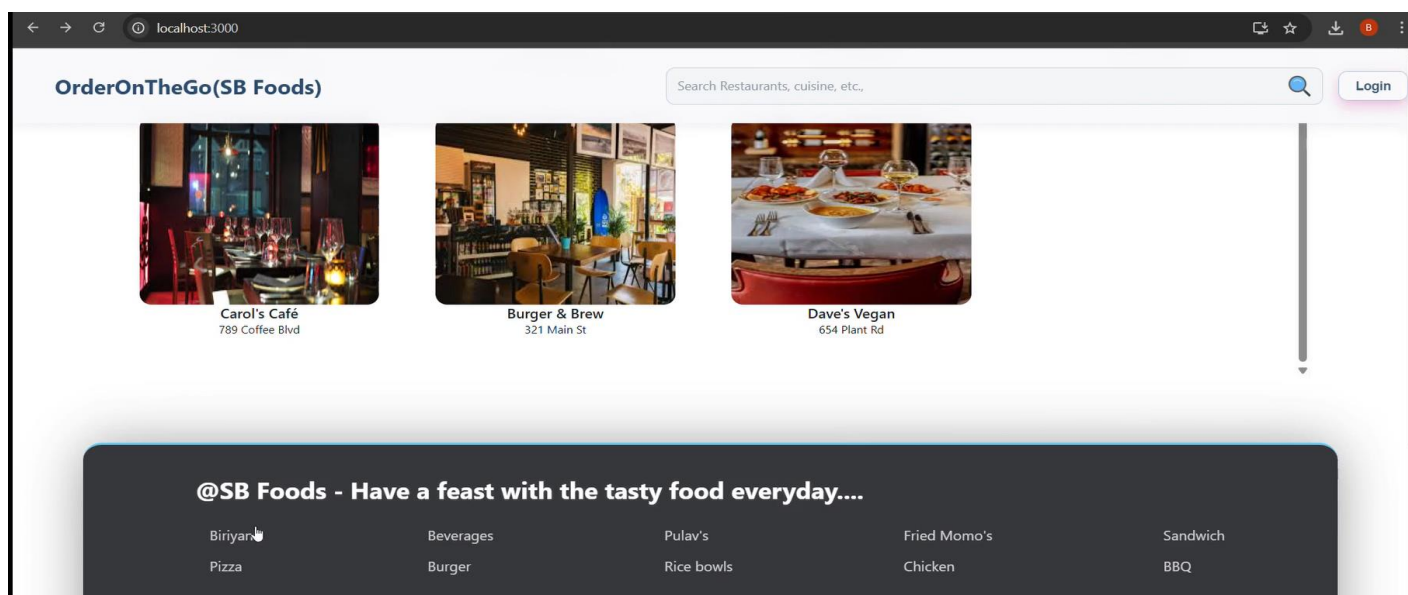 localhost:3000
B
OrderOnTheGo(SB Foods)
Search Restaurants, cuisine, etc.,
Login
Carol's Café
789 Coffee Blvd
Burger & Brew
321 Main St
Dave's Vegan
654 Plant Rd
@SB Foods - Have a feast with the tasty food everyday....
Beverages
Pulav's
Fried Momo's
Sandwich
Pizza
Burger
Rice bowls
Chicken
BBQ